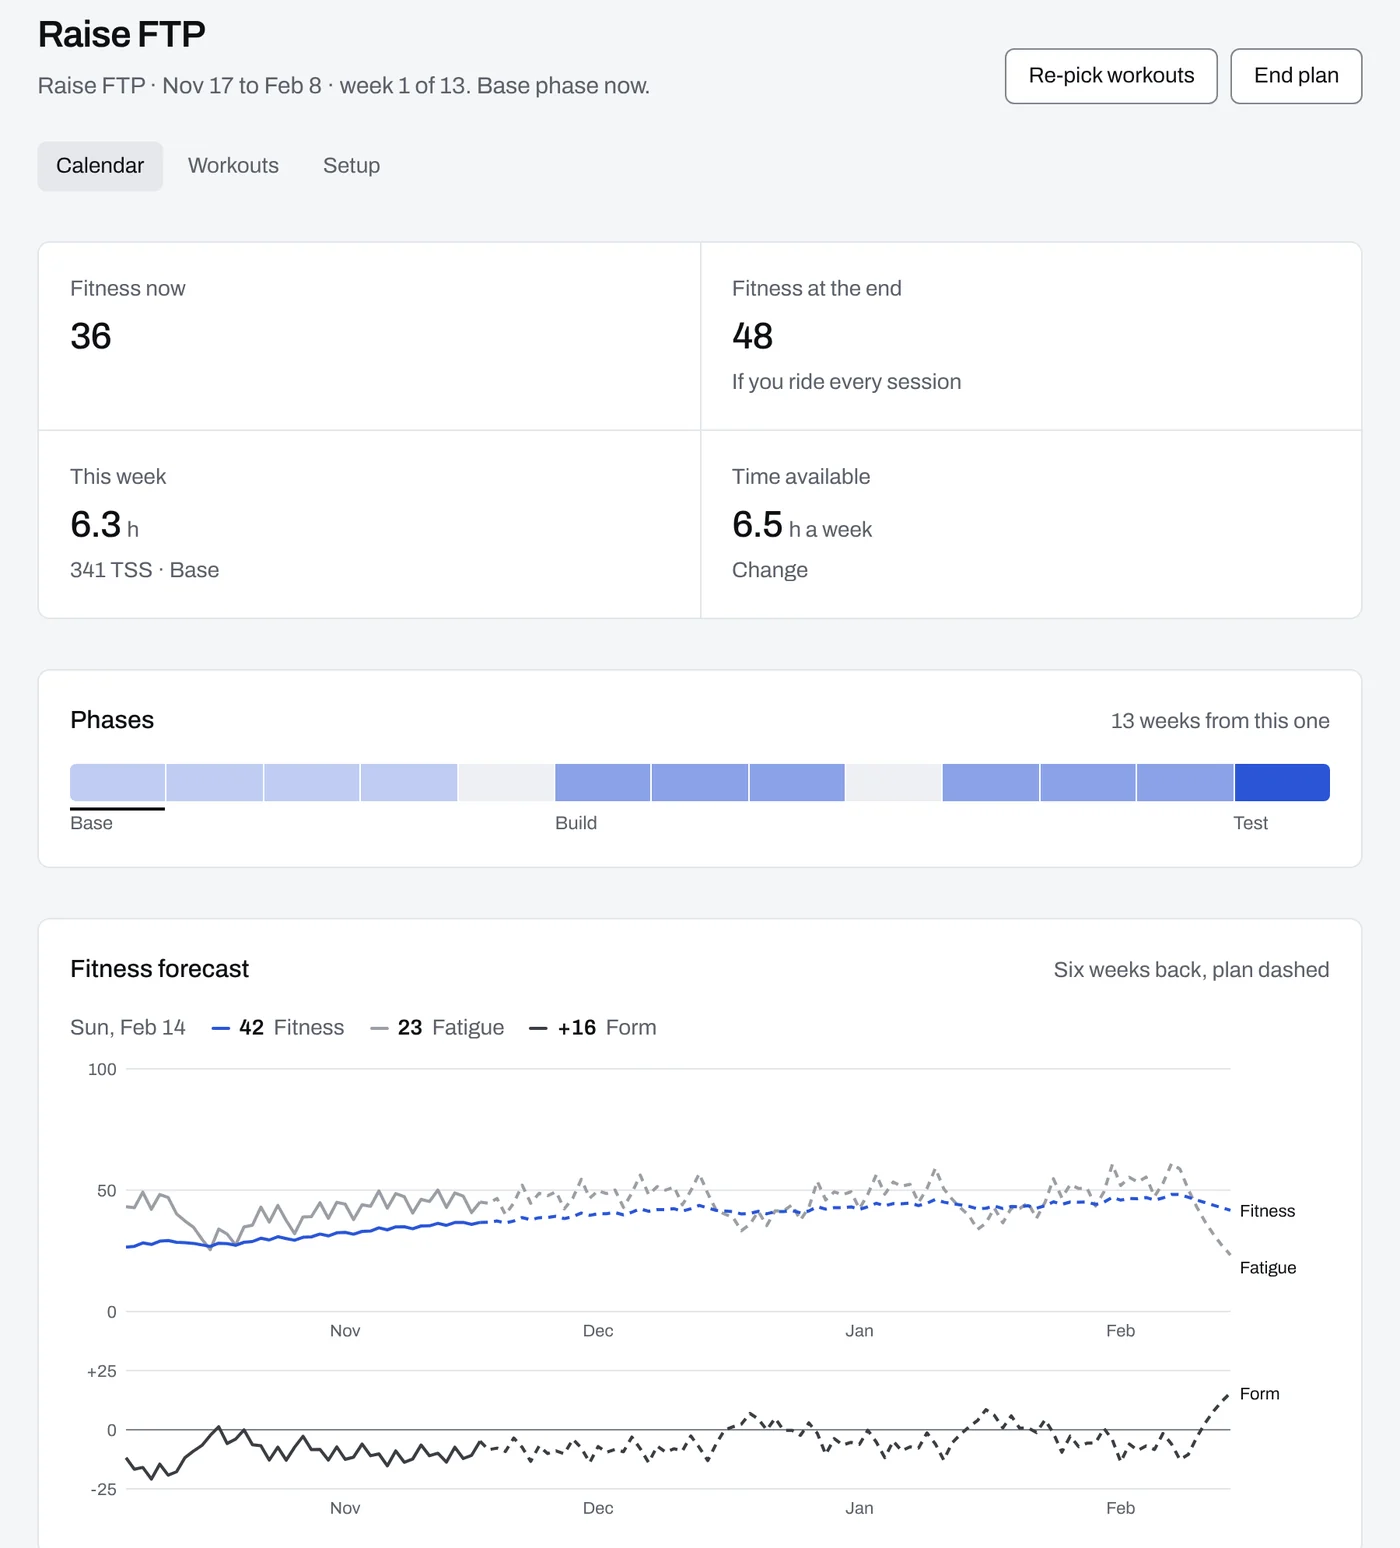 Raise FTP
Raise FTP · Nov 17 to Feb 8 · week 1 of 13. Base phase now.
Re-pick workouts
End plan
Calendar
Workouts
Setup
Fitness now
36
Fitness at the end
48
If you ride every session
This week
6.3 h
341 TSS · Base
Time available
6.5 h a week
Change
Phases
13 weeks from this one
Base
Build
Test
Fitness forecast
Six weeks back, plan dashed
Sun, Feb 14 42 Fitness 23 Fatigue +16 Form
100
50
0
Fitness
Fatigue
Nov Dec Jan Feb
+25
0
-25
Form
Nov Dec Jan Feb